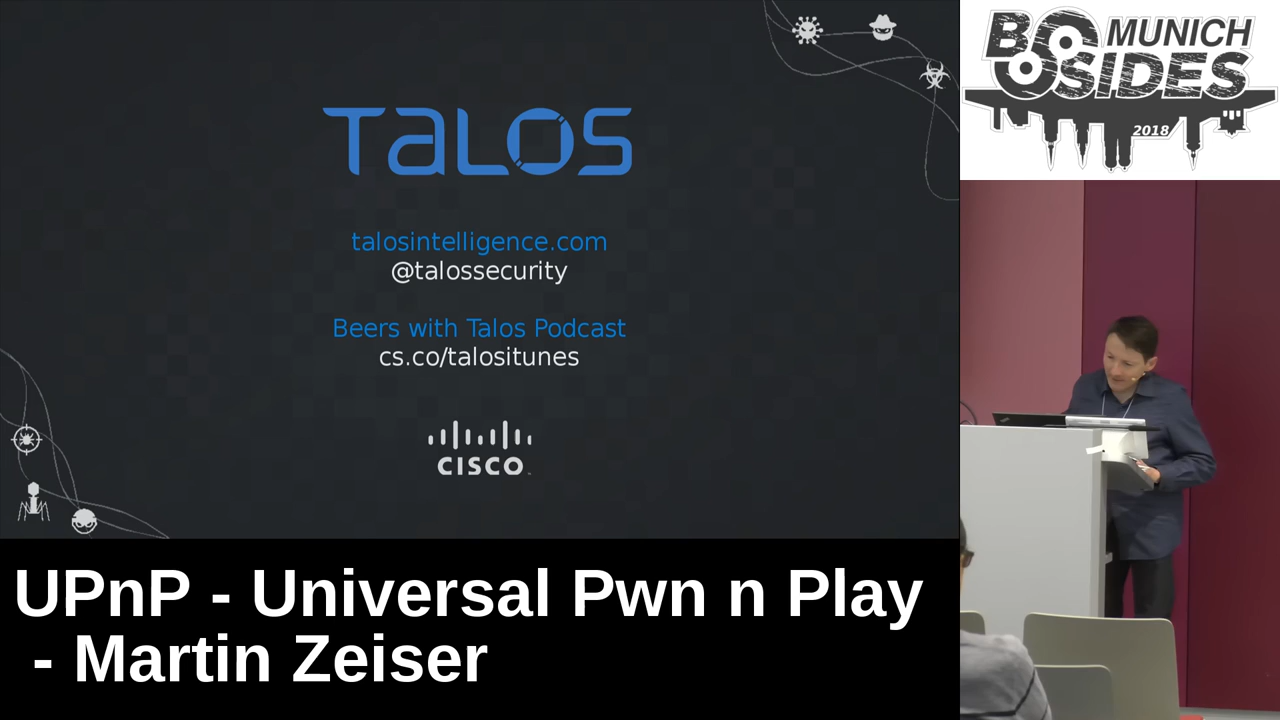 TALOS
talosintelligence.com
@talossecurity
Beers with Talos Podcast
cs.co/talositunes
CISCO
BSIDES MUNICH
2018
UPnP - Universal Pwn n Play
- Martin Zeiser